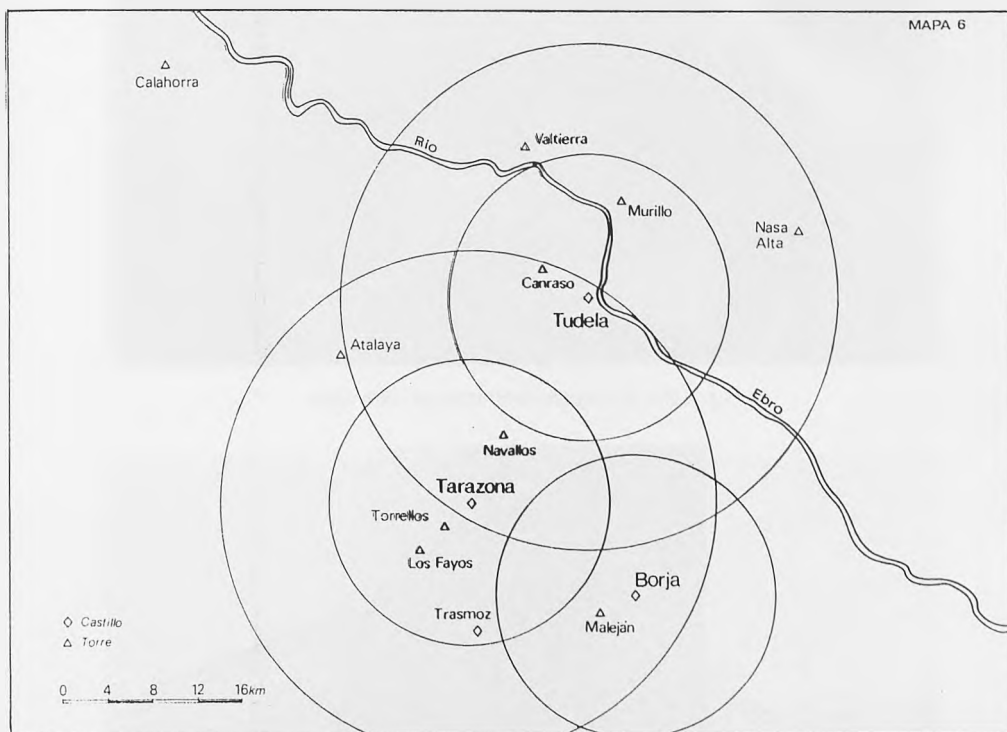 MAPA 6
Calahorra
Río
Valtierra
Murillo
Nasa
Alta
Canraso
Tudela
Atalaya
Ebro
Navallos
Tarazona
Torrellos
Los Fayos
Borja
Trasmoz
Maleján
Castillo
Torre
0 4 8 12 16km